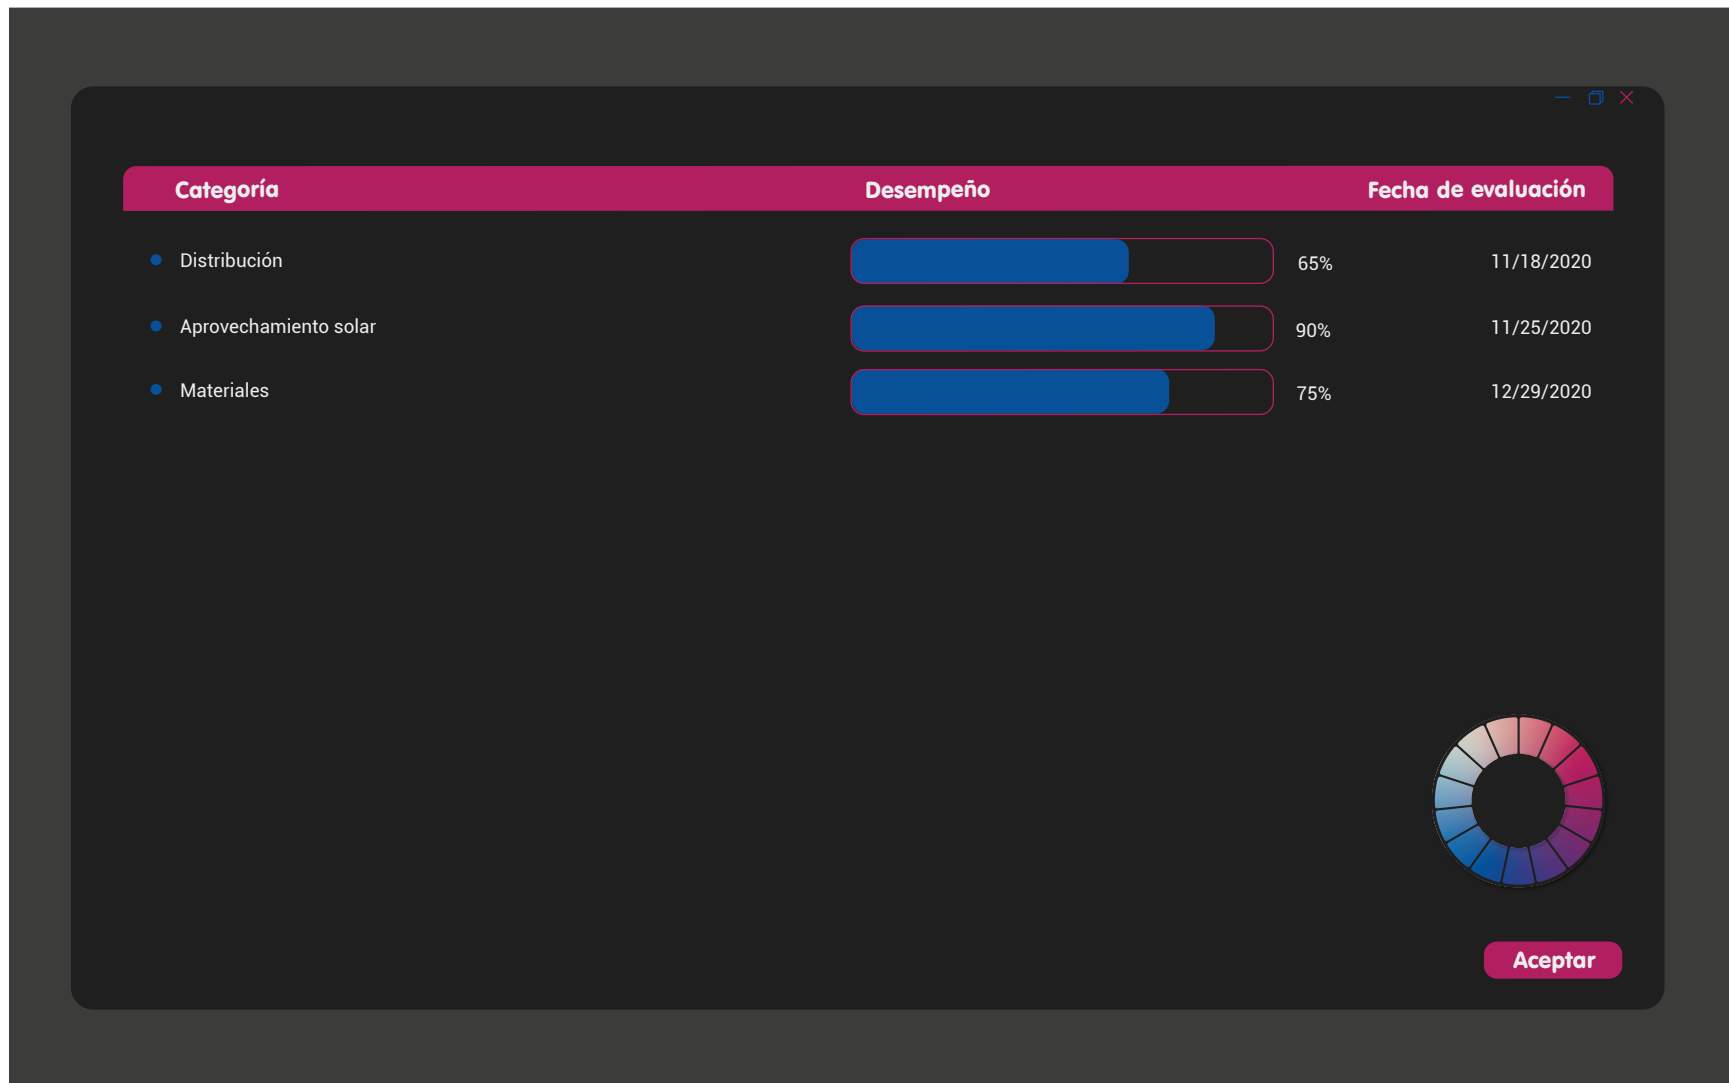 Categoría Desempeño Fecha de evaluación
Distribución 65% 11/18/2020
Aprovechamiento solar 90% 11/25/2020
Materiales 75% 12/29/2020
Aceptar